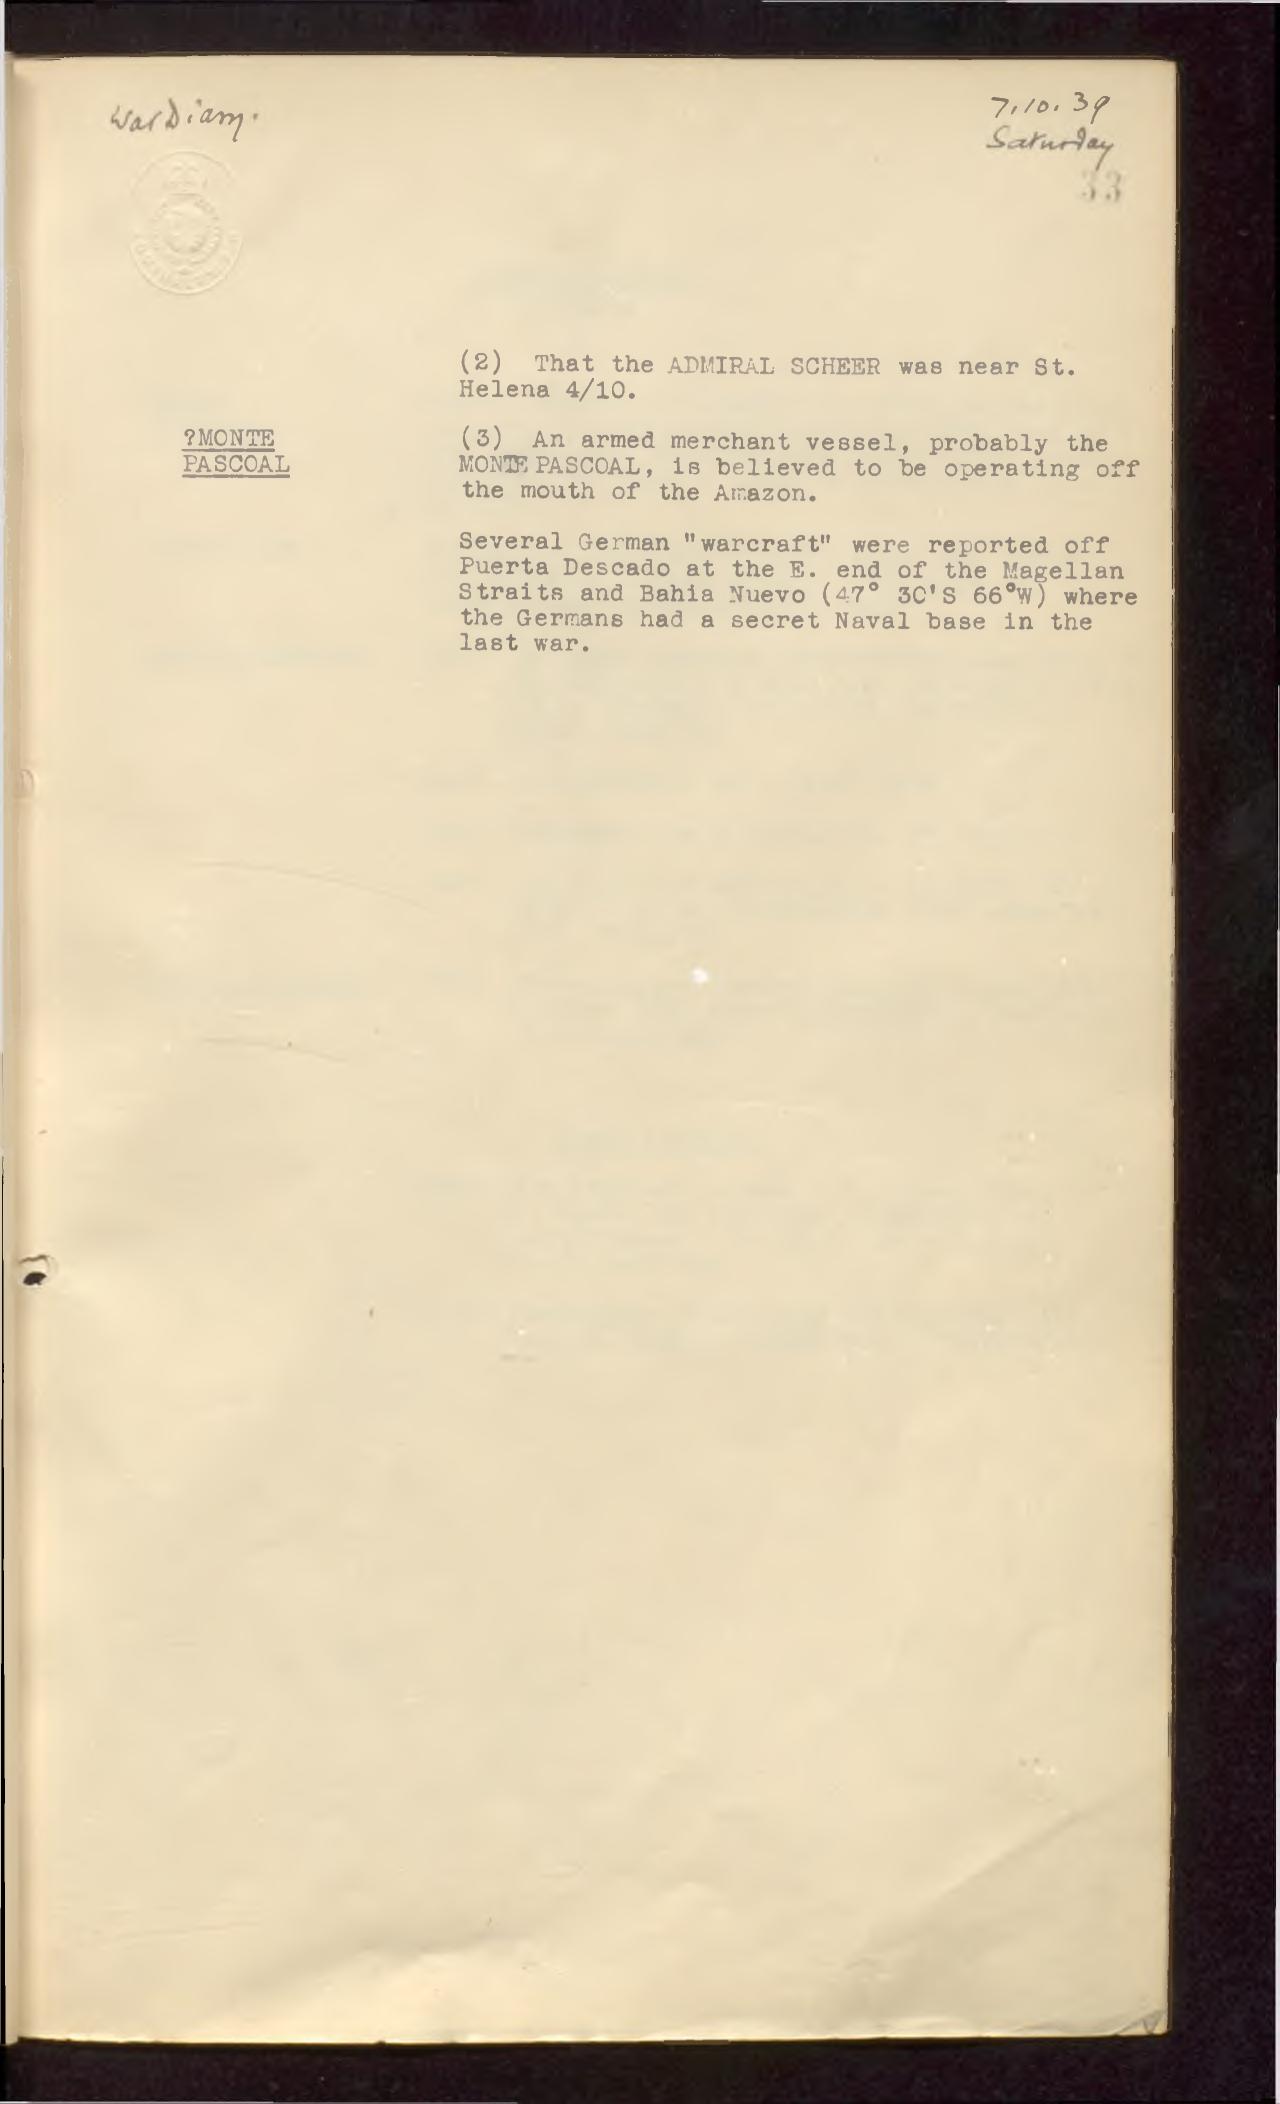 War Diary.
7.10.39
Saturday
33
(2) That the ADMIRAL SCHEER was near St.
Helena 4/10.
?MONTE
PASCOAL
(3) An armed merchant vessel, probably the
MONTE PASCOAL, is believed to be operating off
the mouth of the Amazon.
Several German "warcraft" were reported off
Puerta Descado at the E. end of the Magellan
Straits and Bahia Nuevo (47° 30'S 66°W) where
the Germans had a secret Naval base in the
last war.